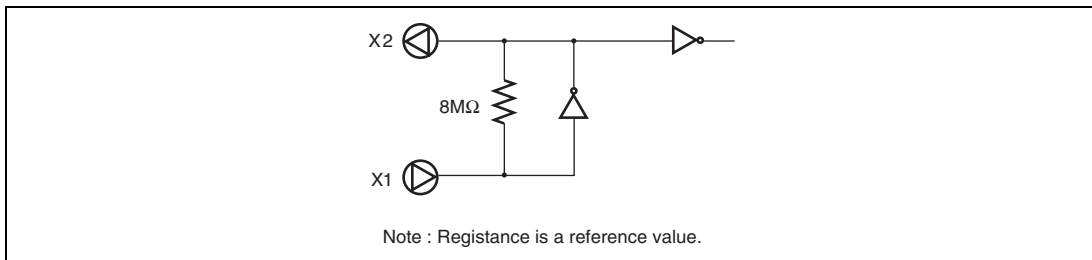 X2
8MΩ
X1
Note : Registance is a reference value.